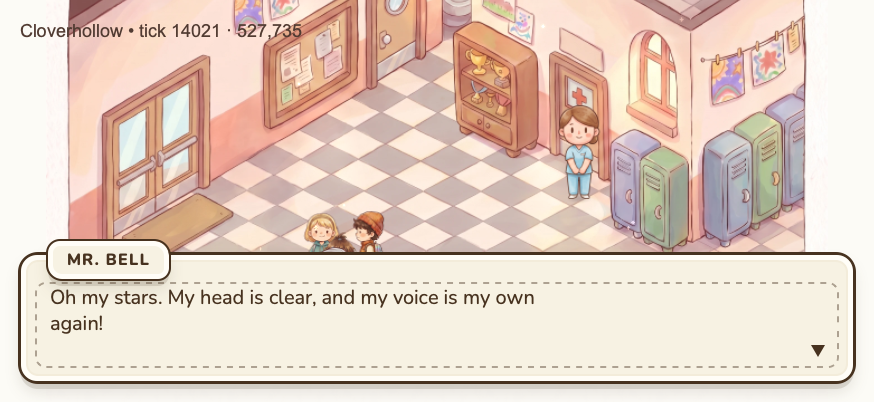 Cloverhollow • tick 14021 · 527,735
MR. BELL
Oh my stars. My head is clear, and my voice is my own
again!